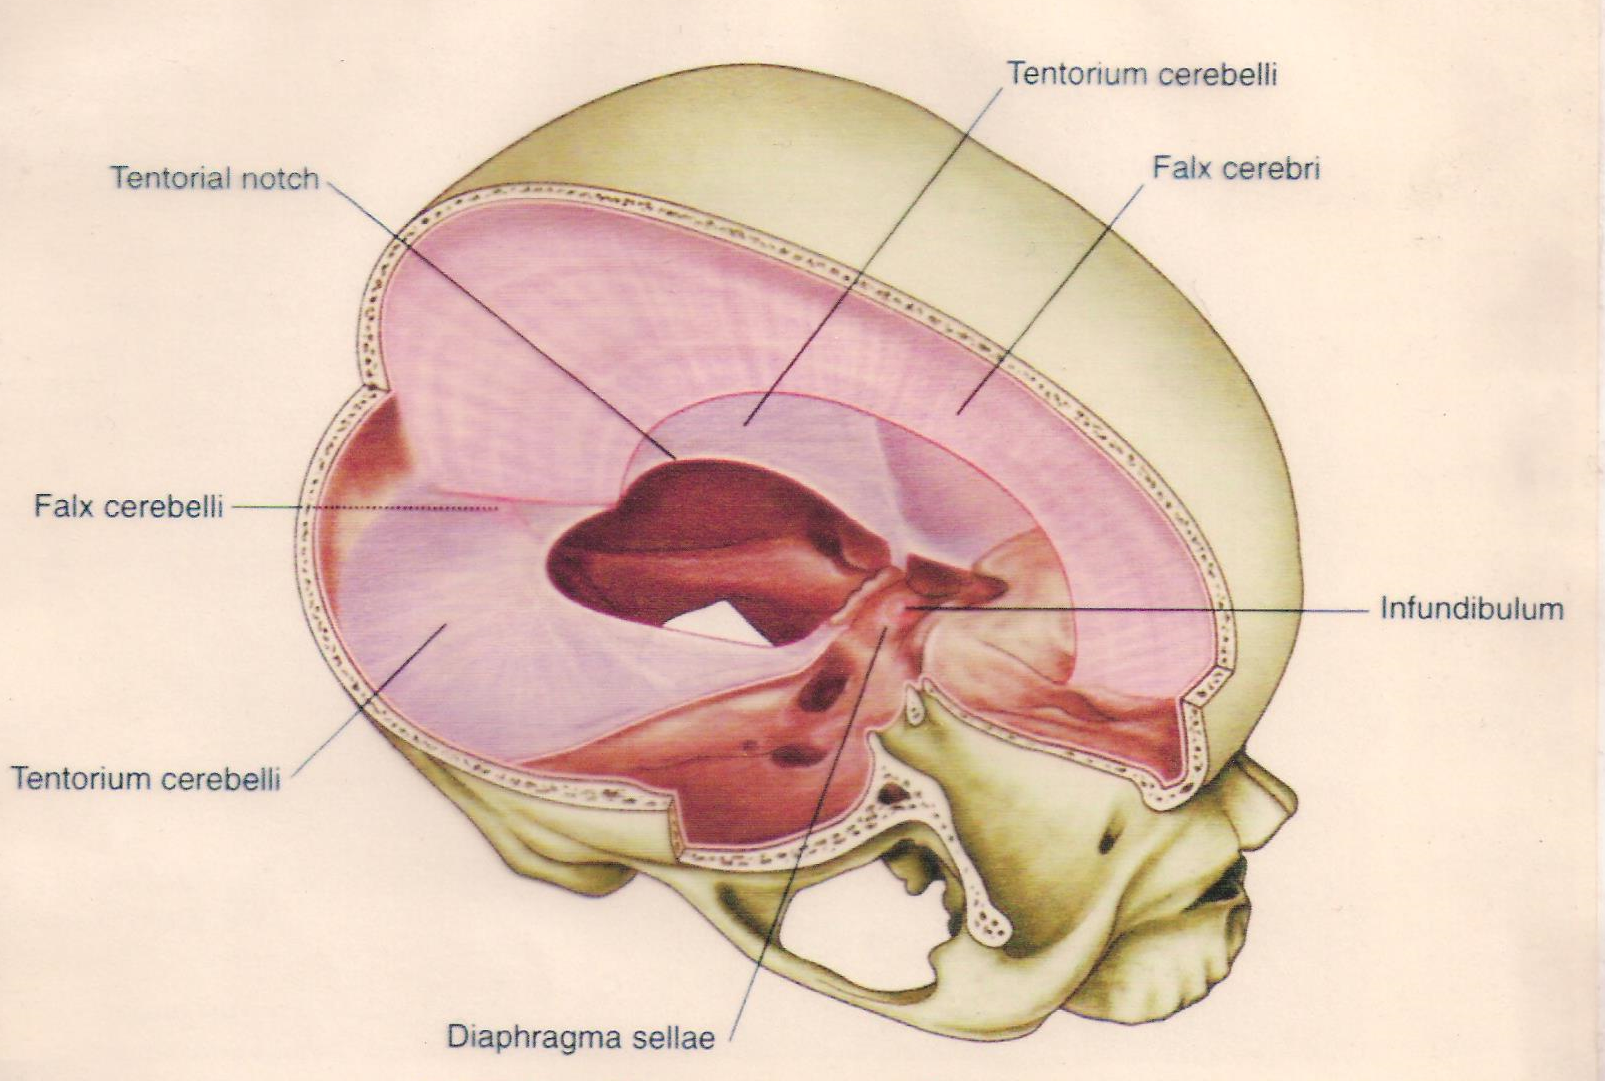 Tentorium cerebelli
Falx cerebri
Tentorial notch
Falx cerebelli
Infundibulum
Tentorium cerebelli
Diaphragma sellae